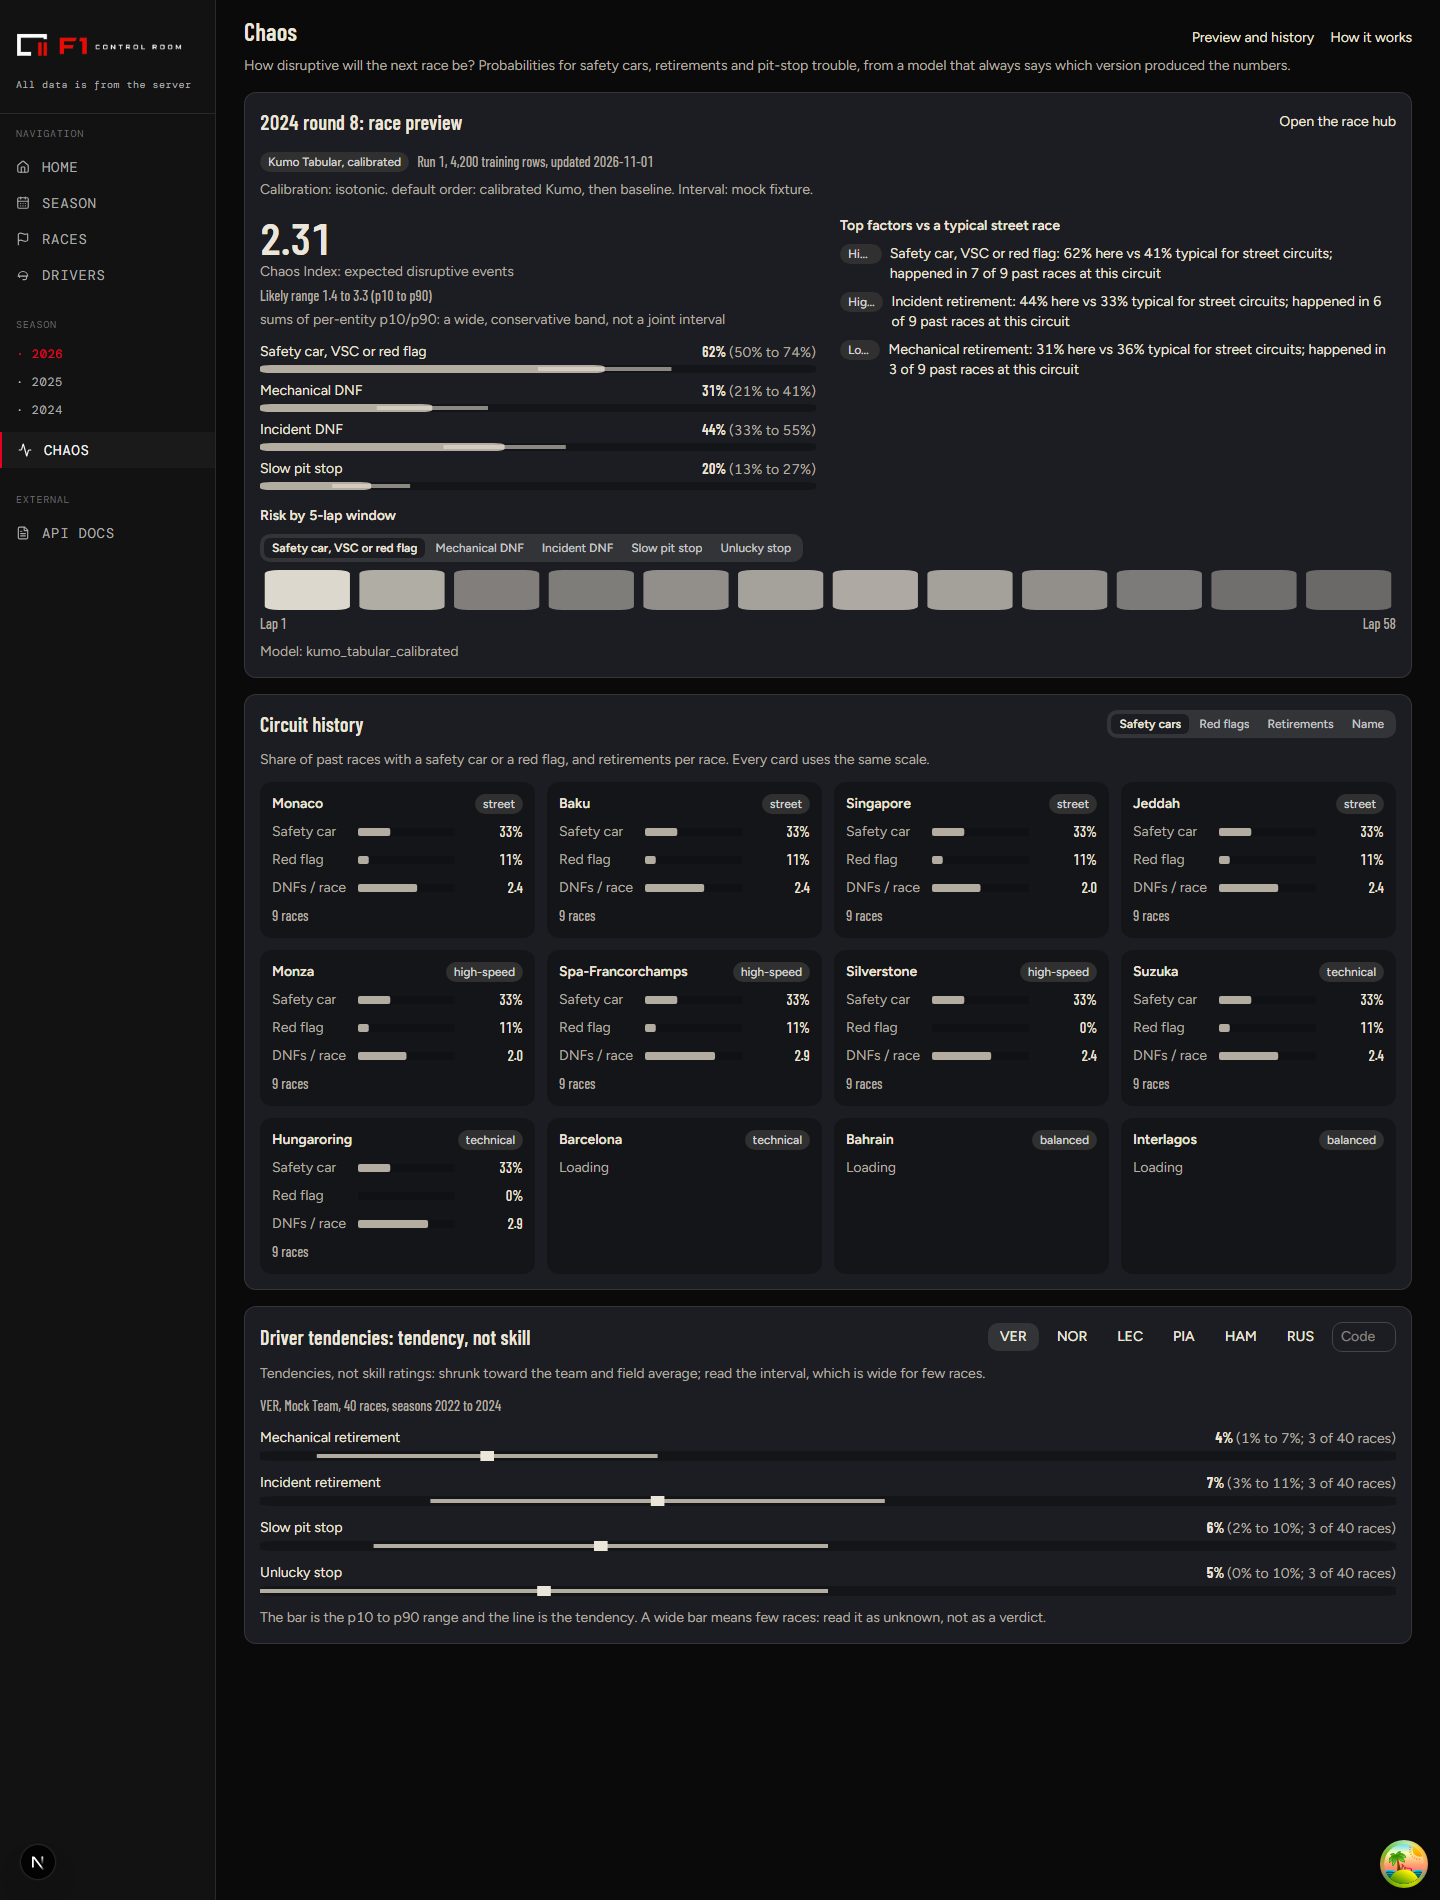 F1 CONTROL ROOM
All data is from the server
NAVIGATION
HOME
SEASON
RACES
DRIVERS
SEASON
· 2026
· 2025
· 2024
CHAOS
EXTERNAL
API DOCS
Chaos
Preview and history
How it works
How disruptive will the next race be? Probabilities for safety cars, retirements and pit-stop trouble, from a model that always says which version produced the numbers.
2024 round 8: race preview
Open the race hub
Kumo Tabular, calibrated
Run 1, 4,200 training rows, updated 2026-11-01
Calibration: isotonic. default order: calibrated Kumo, then baseline. Interval: mock fixture.
2.31
Chaos Index: expected disruptive events
Likely range 1.4 to 3.3 (p10 to p90)
sums of per-entity p10/p90: a wide, conservative band, not a joint interval
Safety car, VSC or red flag 62% (50% to 74%)
Mechanical DNF 31% (21% to 41%)
Incident DNF 44% (33% to 55%)
Slow pit stop 20% (13% to 27%)
Top factors vs a typical street race
Hi... Safety car, VSC or red flag: 62% here vs 41% typical for street circuits;
happened in 7 of 9 past races at this circuit
Hig... Incident retirement: 44% here vs 33% typical for street circuits; happened in 6
of 9 past races at this circuit
Lo... Mechanical retirement: 31% here vs 36% typical for street circuits; happened in
3 of 9 past races at this circuit
Risk by 5-lap window
Safety car, VSC or red flag Mechanical DNF Incident DNF Slow pit stop Unlucky stop
Lap 1 Lap 58
Model: kumo_tabular_calibrated
Circuit history
Safety cars Red flags Retirements Name
Share of past races with a safety car or a red flag, and retirements per race. Every card uses the same scale.
Monaco street
Safety car 33%
Red flag 11%
DNFs / race 2.4
9 races
Baku street
Safety car 33%
Red flag 11%
DNFs / race 2.4
9 races
Singapore street
Safety car 33%
Red flag 11%
DNFs / race 2.0
9 races
Jeddah street
Safety car 33%
Red flag 11%
DNFs / race 2.4
9 races
Monza high-speed
Safety car 33%
Red flag 11%
DNFs / race 2.0
9 races
Spa-Francorchamps high-speed
Safety car 33%
Red flag 11%
DNFs / race 2.9
9 races
Silverstone high-speed
Safety car 33%
Red flag 0%
DNFs / race 2.4
9 races
Suzuka technical
Safety car 33%
Red flag 11%
DNFs / race 2.4
9 races
Hungaroring technical
Safety car 33%
Red flag 0%
DNFs / race 2.9
9 races
Barcelona technical
Loading
Bahrain balanced
Loading
Interlagos balanced
Loading
Driver tendencies: tendency, not skill
VER NOR LEC PIA HAM RUS Code
Tendencies, not skill ratings: shrunk toward the team and field average; read the interval, which is wide for few races.
VER, Mock Team, 40 races, seasons 2022 to 2024
Mechanical retirement 4% (1% to 7%; 3 of 40 races)
Incident retirement 7% (3% to 11%; 3 of 40 races)
Slow pit stop 6% (2% to 10%; 3 of 40 races)
Unlucky stop 5% (0% to 10%; 3 of 40 races)
The bar is the p10 to p90 range and the line is the tendency. A wide bar means few races: read it as unknown, not as a verdict.
N